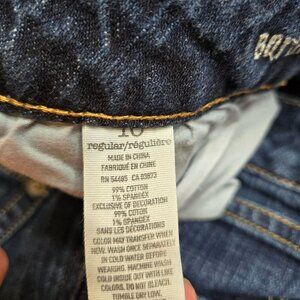 10
regular/régulière
MADE IN CHINA
FABRIQUÉ EN CHINE
RN 54485 CA 03873
99% COTTON
1% SPANDEX
EXCLUSIVE OF DECORATION
99% COTON
1% SPANDEX
SANS LES DÉCORATIONS
COLOR MAY TRANSFER WHEN
NEW. WASH ONCE SEPARATELY
IN COLD WATER BEFORE
WEARING. MACHINE WASH
COLD INSIDE OUT WITH LIKE
COLORS. DO NOT BLEACH.
TUMBLE DRY LOW.